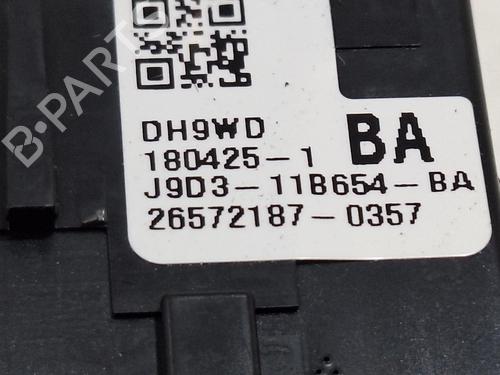 B-PARTS
DH9WD
BA
180425-1
J9D3-11B654-BA
26572187-0357